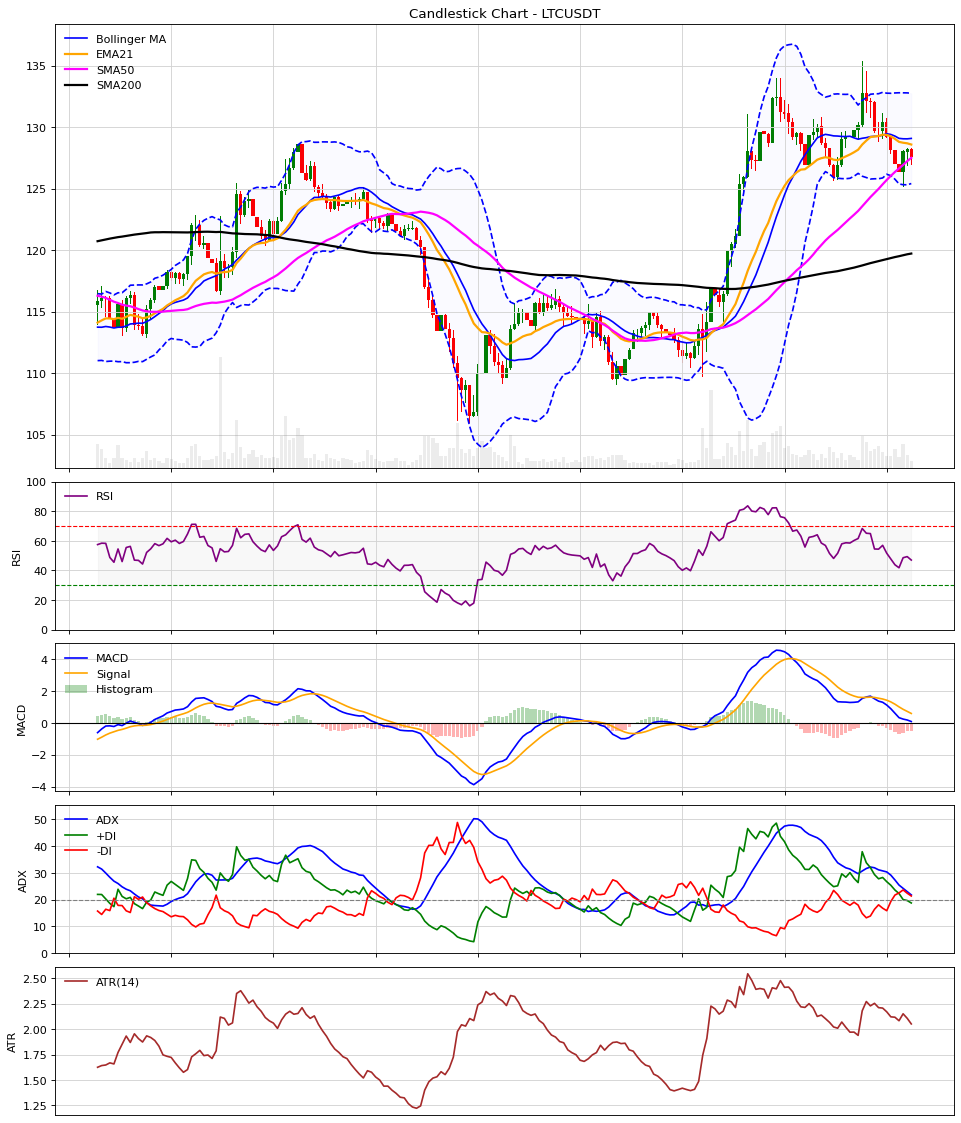 Candlestick Chart - LTCUSDT
Bollinger MA
EMA21
SMA50
SMA200
135
130
125
120
115
110
105
100
80
60
40
20
0
RSI
RSI
4
2
0
−2
−4
MACD
MACD
Signal
Histogram
50
40
30
20
10
0
ADX
ADX
+DI
-DI
2.50
2.25
2.00
1.75
1.50
1.25
ATR
ATR(14)